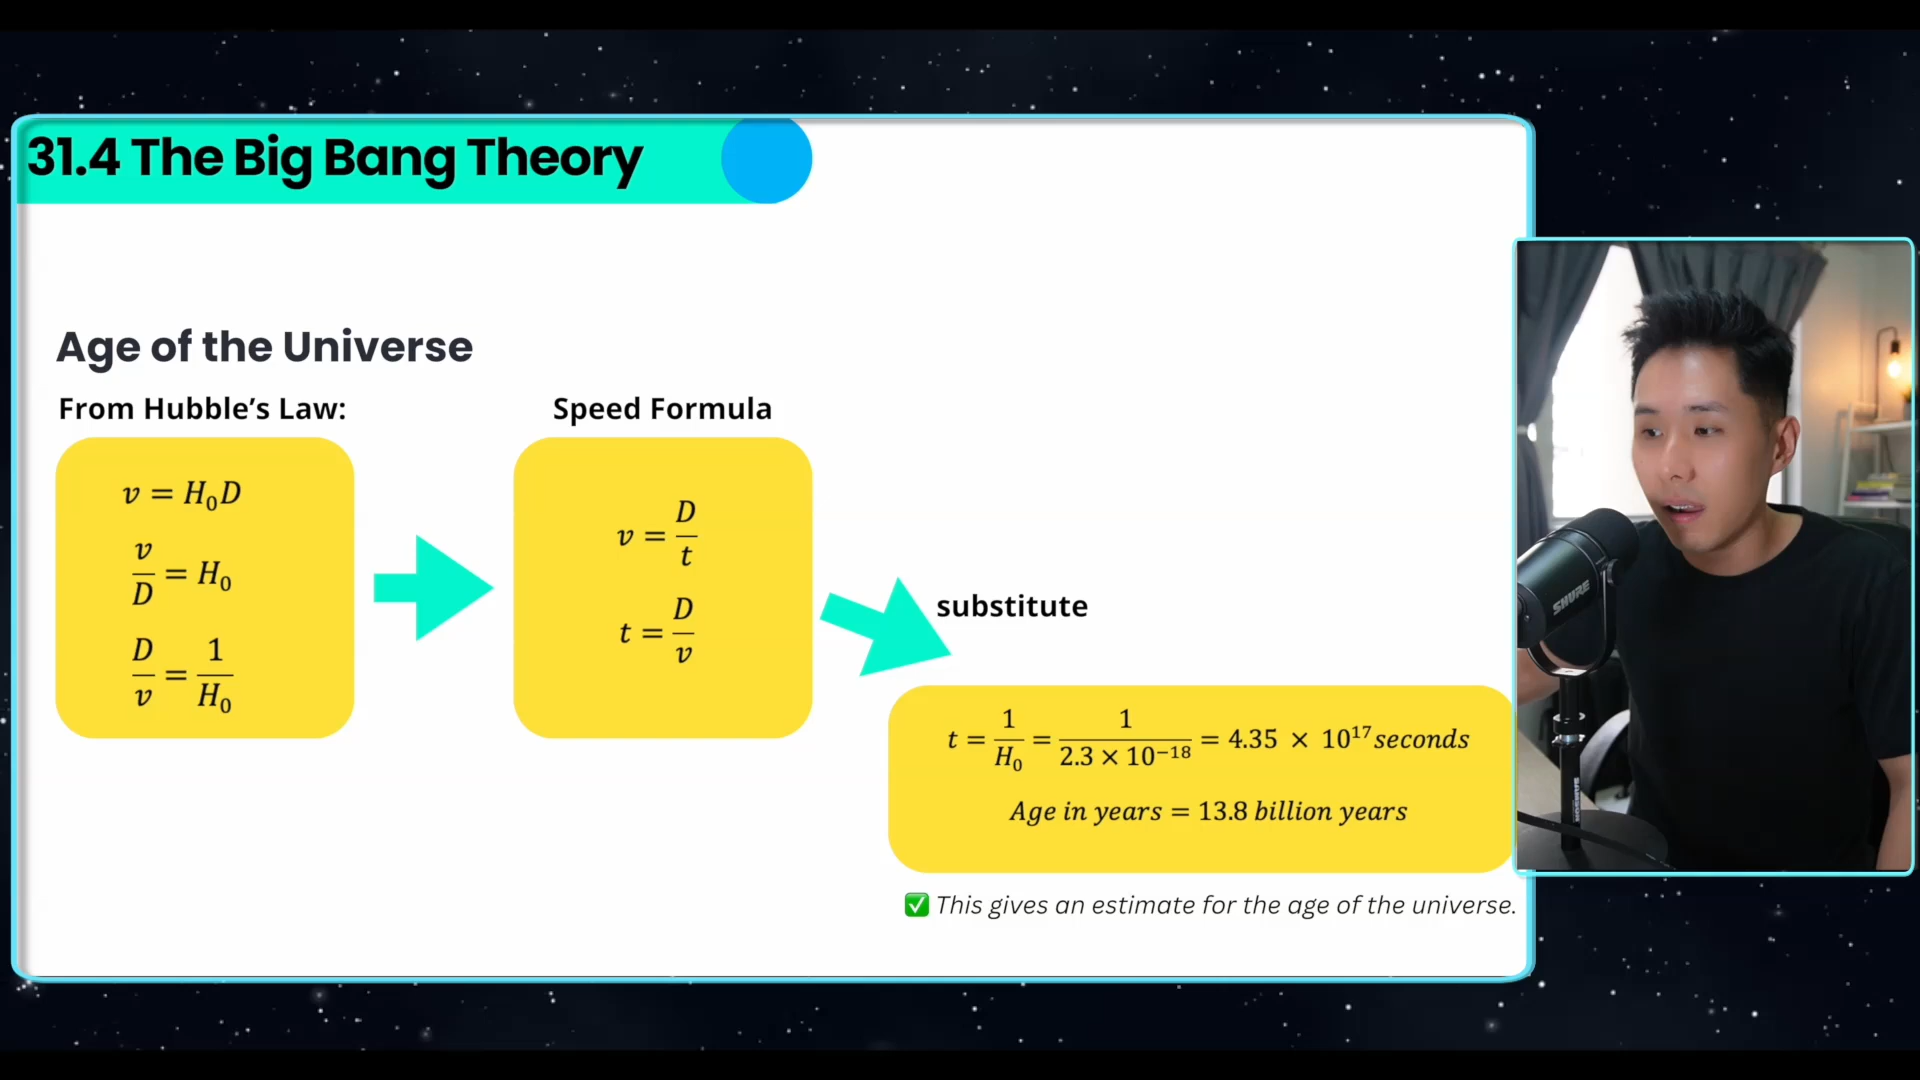 31.4 The Big Bang Theory
Age of the Universe
From Hubble's Law:
v = H₀D
v/D = H₀
D/v = 1/H₀
Speed Formula
v = D/t
t = D/v
substitute
t = 1/H₀ = 1/(2.3 × 10⁻¹⁸) = 4.35 × 10¹⁷ seconds
Age in years = 13.8 billion years
✅ This gives an estimate for the age of the universe.
SHURE